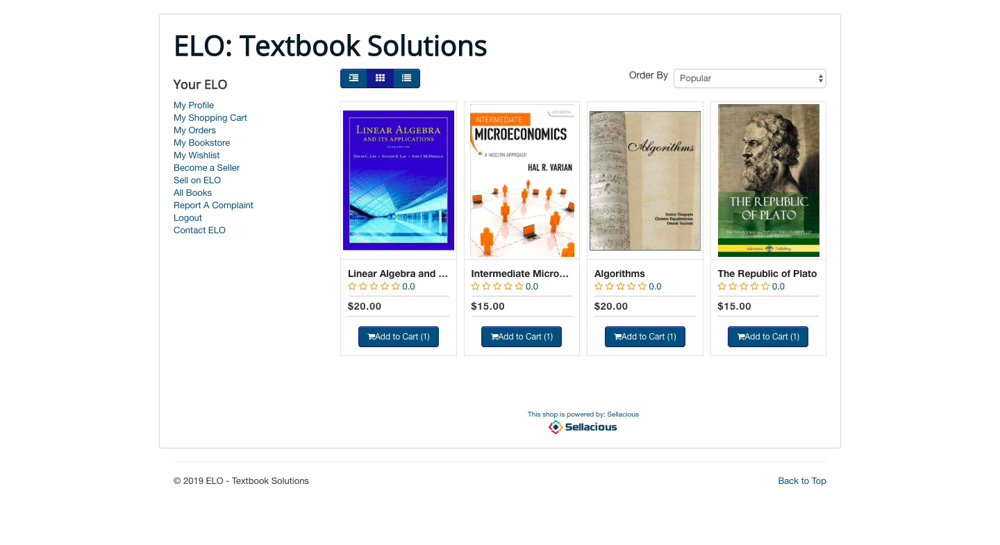 ELO: Textbook Solutions
Your ELO
My Profile
My Shopping Cart
My Orders
My Bookstore
My Wishlist
Become a Seller
Sell on ELO
All Books
Report A Complaint
Logout
Contact ELO
Order By
Popular
LINEAR ALGEBRA
AND ITS APPLICATIONS
FIFTH EDITION
DAVID C. LAY • STEVEN R. LAY • JUDI J. MCDONALD
INTERMEDIATE
MICROECONOMICS
A MODERN APPROACH
HAL R. VARIAN
Algorithms
Sanjoy Dasgupta
Christos Papadimitriou
Umesh Vazirani
THE REPUBLIC
OF PLATO
THE TEN BOOKS – COMPLETE AND UNABRIDGED
Publishing
Linear Algebra and ...
0.0
$20.00
Add to Cart (1)
Intermediate Micro...
0.0
$15.00
Add to Cart (1)
Algorithms
0.0
$20.00
Add to Cart (1)
The Republic of Plato
0.0
$15.00
Add to Cart (1)
This shop is powered by: Sellacious
Sellacious
© 2019 ELO - Textbook Solutions
Back to Top